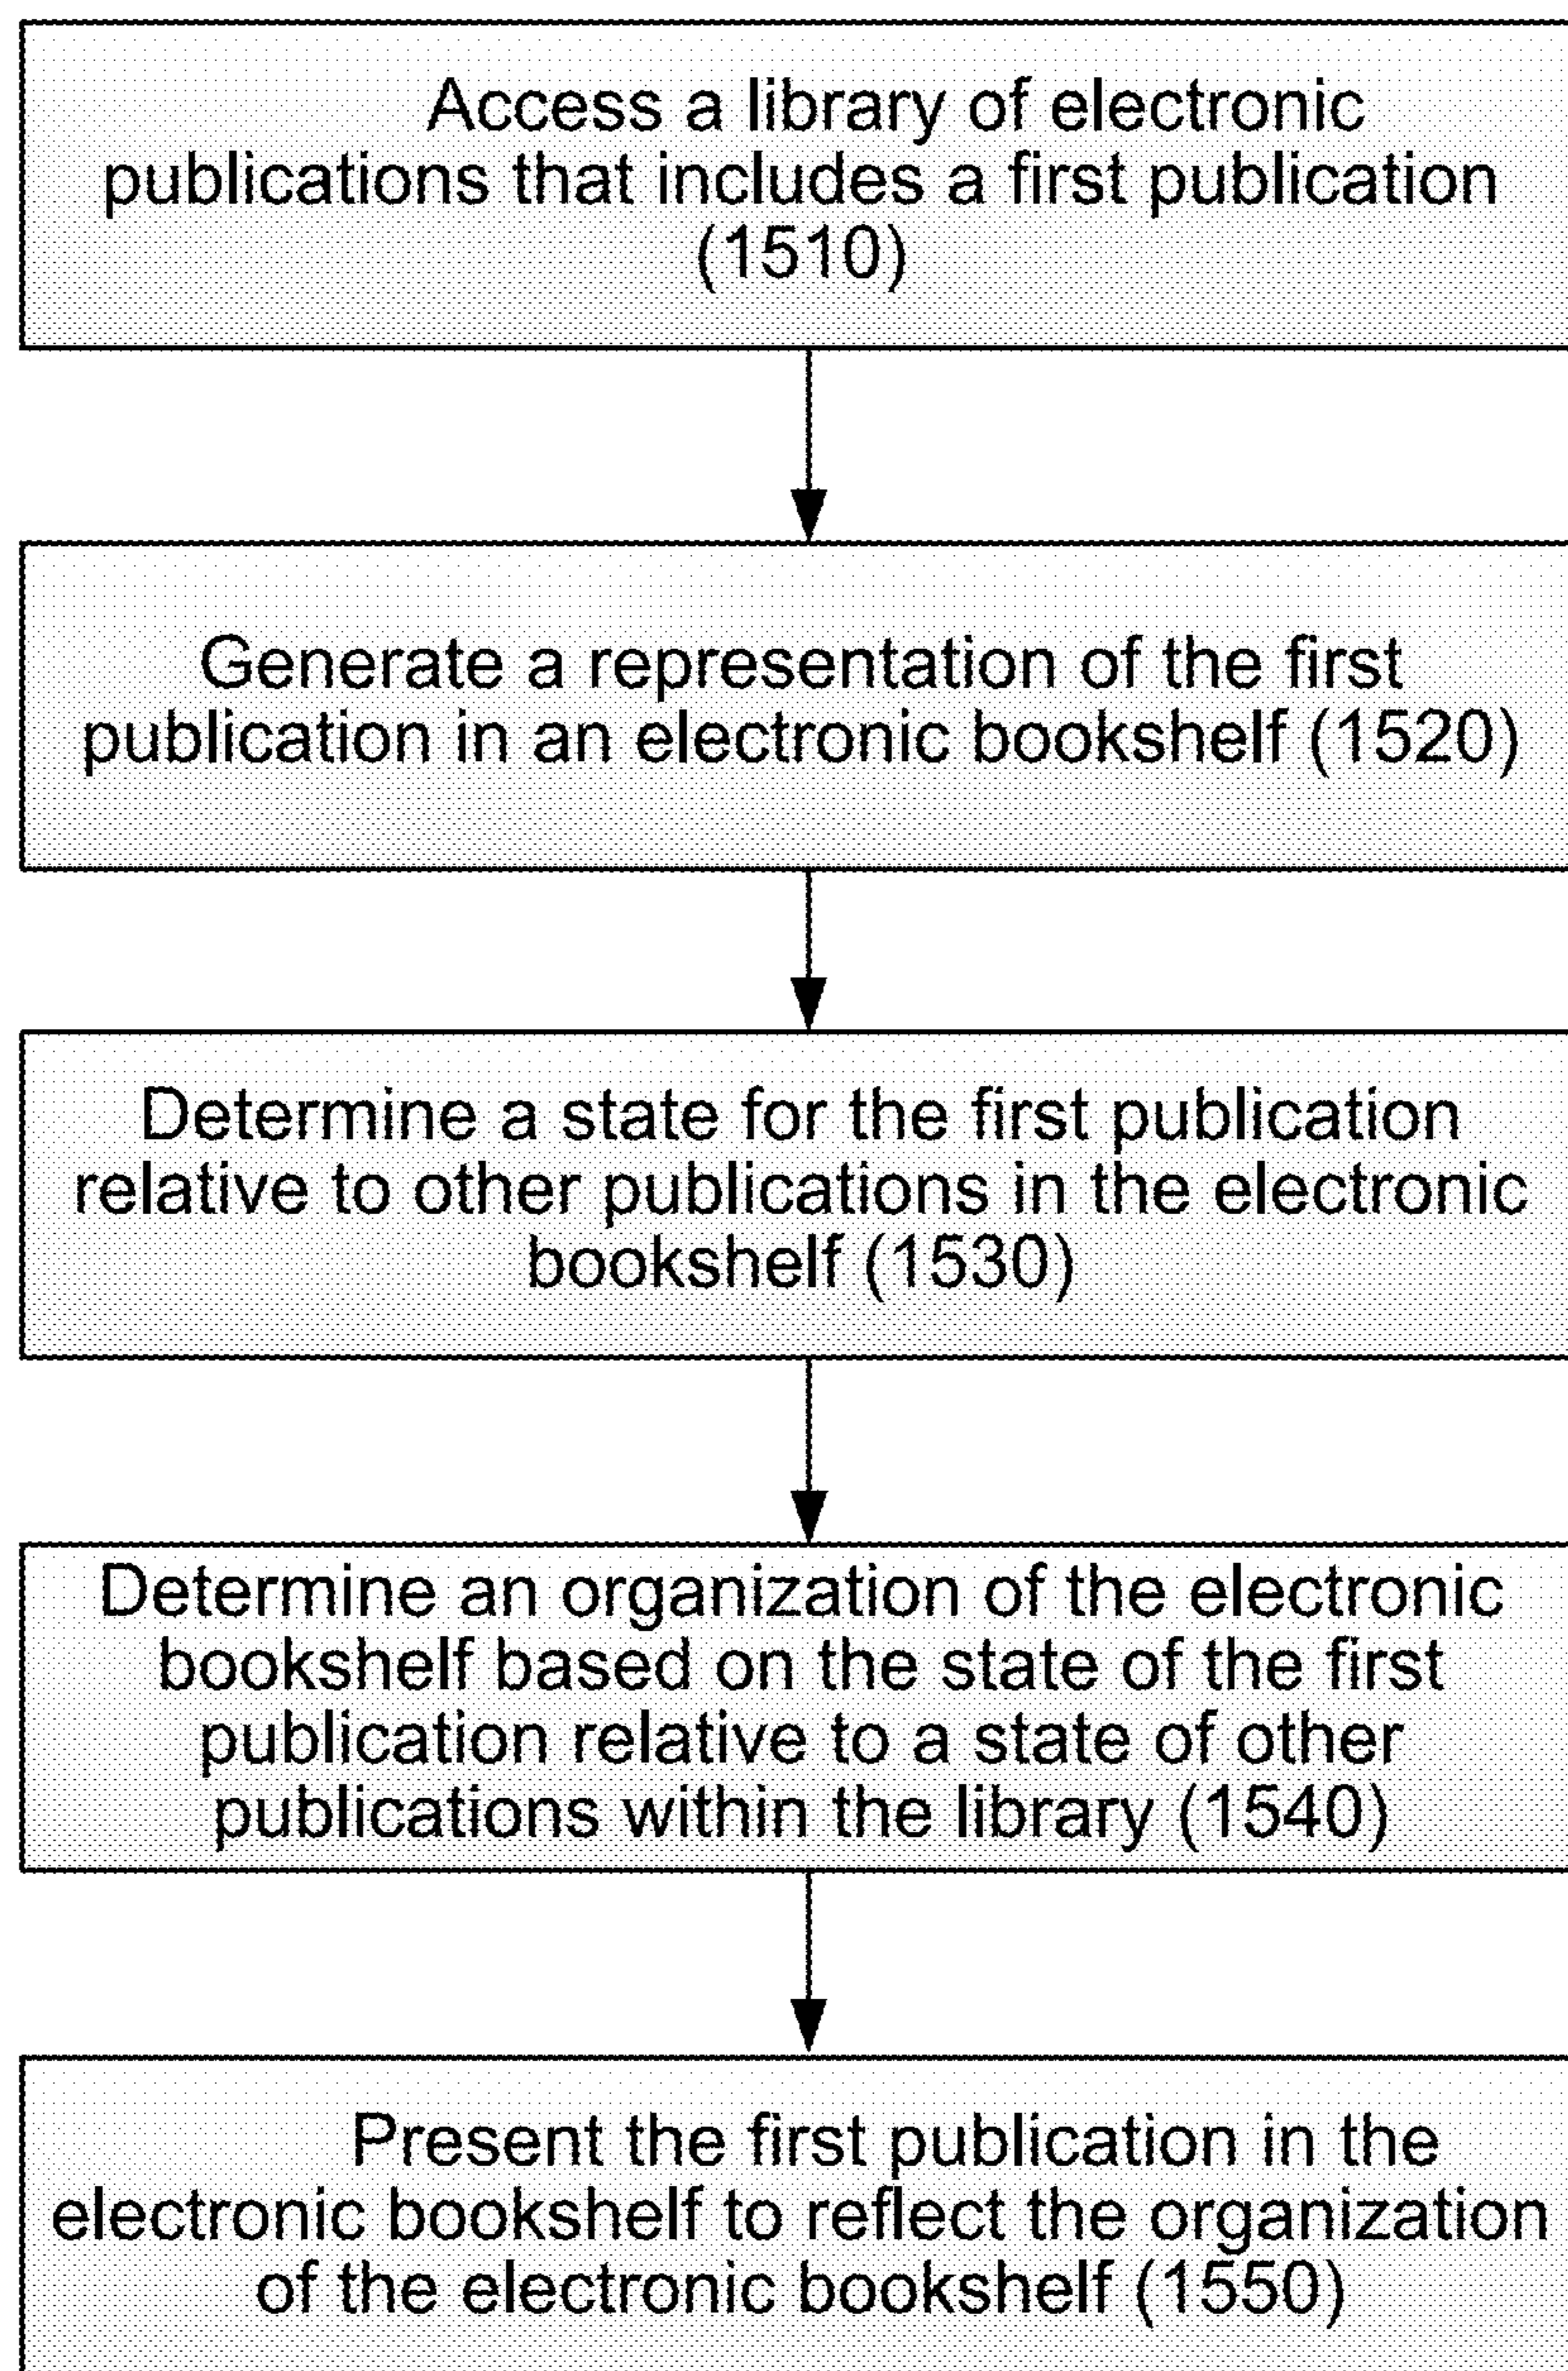 Access a library of electronic
publications that includes a first publication
(1510)
Generate a representation of the first
publication in an electronic bookshelf (1520)
Determine a state for the first publication
relative to other publications in the electronic
bookshelf (1530)
Determine an organization of the electronic
bookshelf based on the state of the first
publication relative to a state of other
publications within the library (1540)
Present the first publication in the
electronic bookshelf to reflect the organization
of the electronic bookshelf (1550)